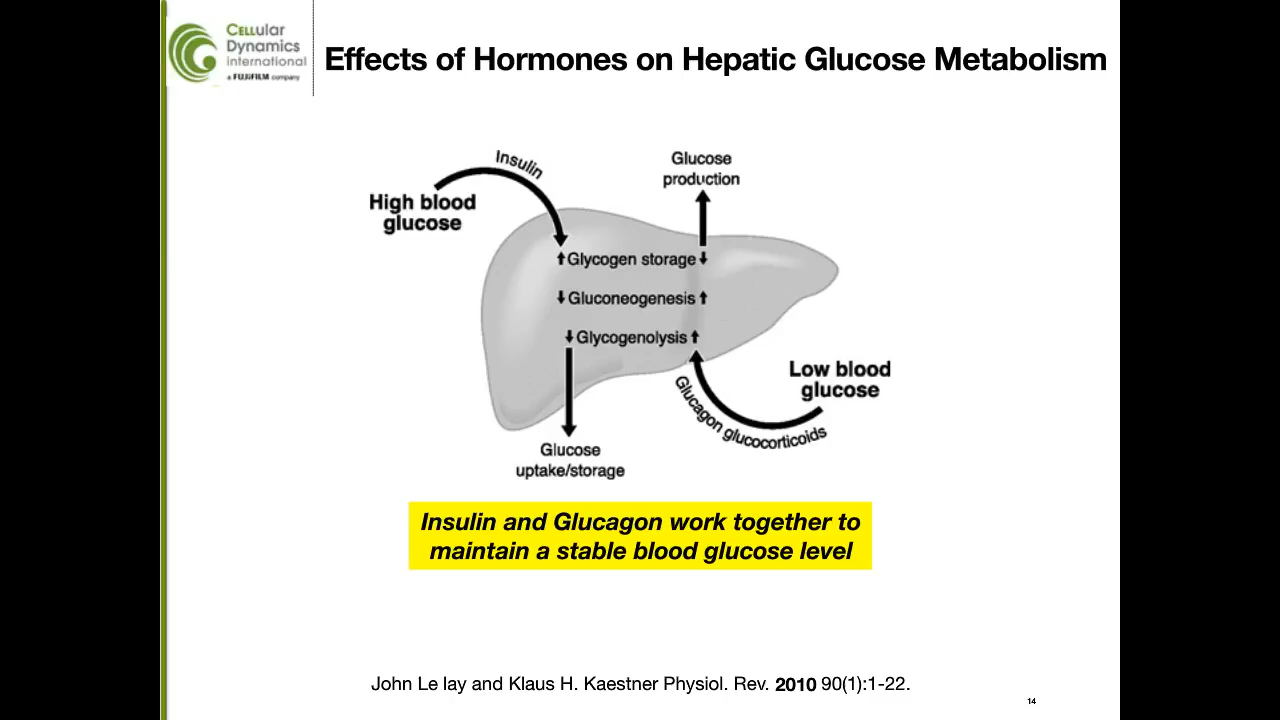 CELLular
Dynamics
international
a FUJIFILM company
Effects of Hormones on Hepatic Glucose Metabolism
Insulin
High blood
glucose
Glucose
production
Glycogen storage
Gluconeogenesis
Glycogenolysis
Low blood
glucose
Glucagon glucocorticoids
Glucose
uptake/storage
Insulin and Glucagon work together to
maintain a stable blood glucose level
John Le lay and Klaus H. Kaestner Physiol. Rev. 2010 90(1):1-22.
14